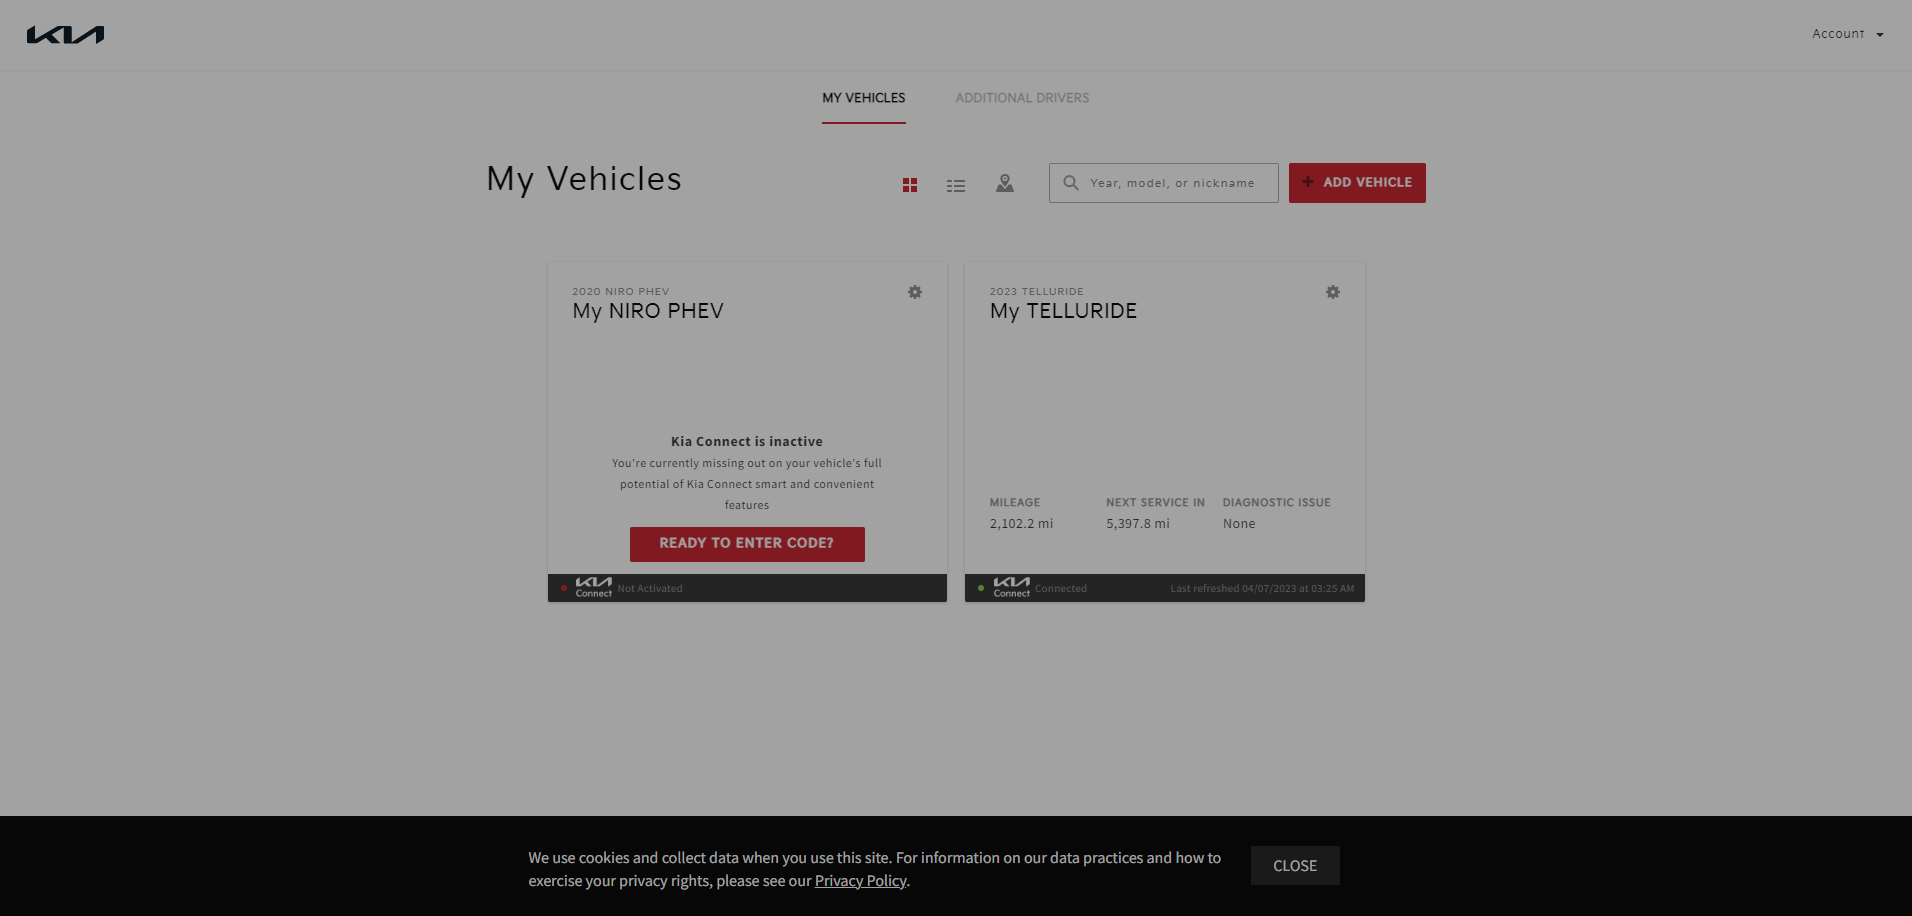 KIA
Account
MY VEHICLES
ADDITIONAL DRIVERS
My Vehicles
Year, model, or nickname
+ ADD VEHICLE
2020 NIRO PHEV
My NIRO PHEV
Kia Connect is inactive
You're currently missing out on your vehicle's full
potential of Kia Connect smart and convenient
features
READY TO ENTER CODE?
KIA
Connect Not Activated
2023 TELLURIDE
My TELLURIDE
MILEAGE NEXT SERVICE IN DIAGNOSTIC ISSUE
2,102.2 mi 5,397.8 mi None
KIA
Connect Connected Last refreshed 04/07/2023 at 03:25 AM
We use cookies and collect data when you use this site. For information on our data practices and how to
exercise your privacy rights, please see our Privacy Policy.
CLOSE